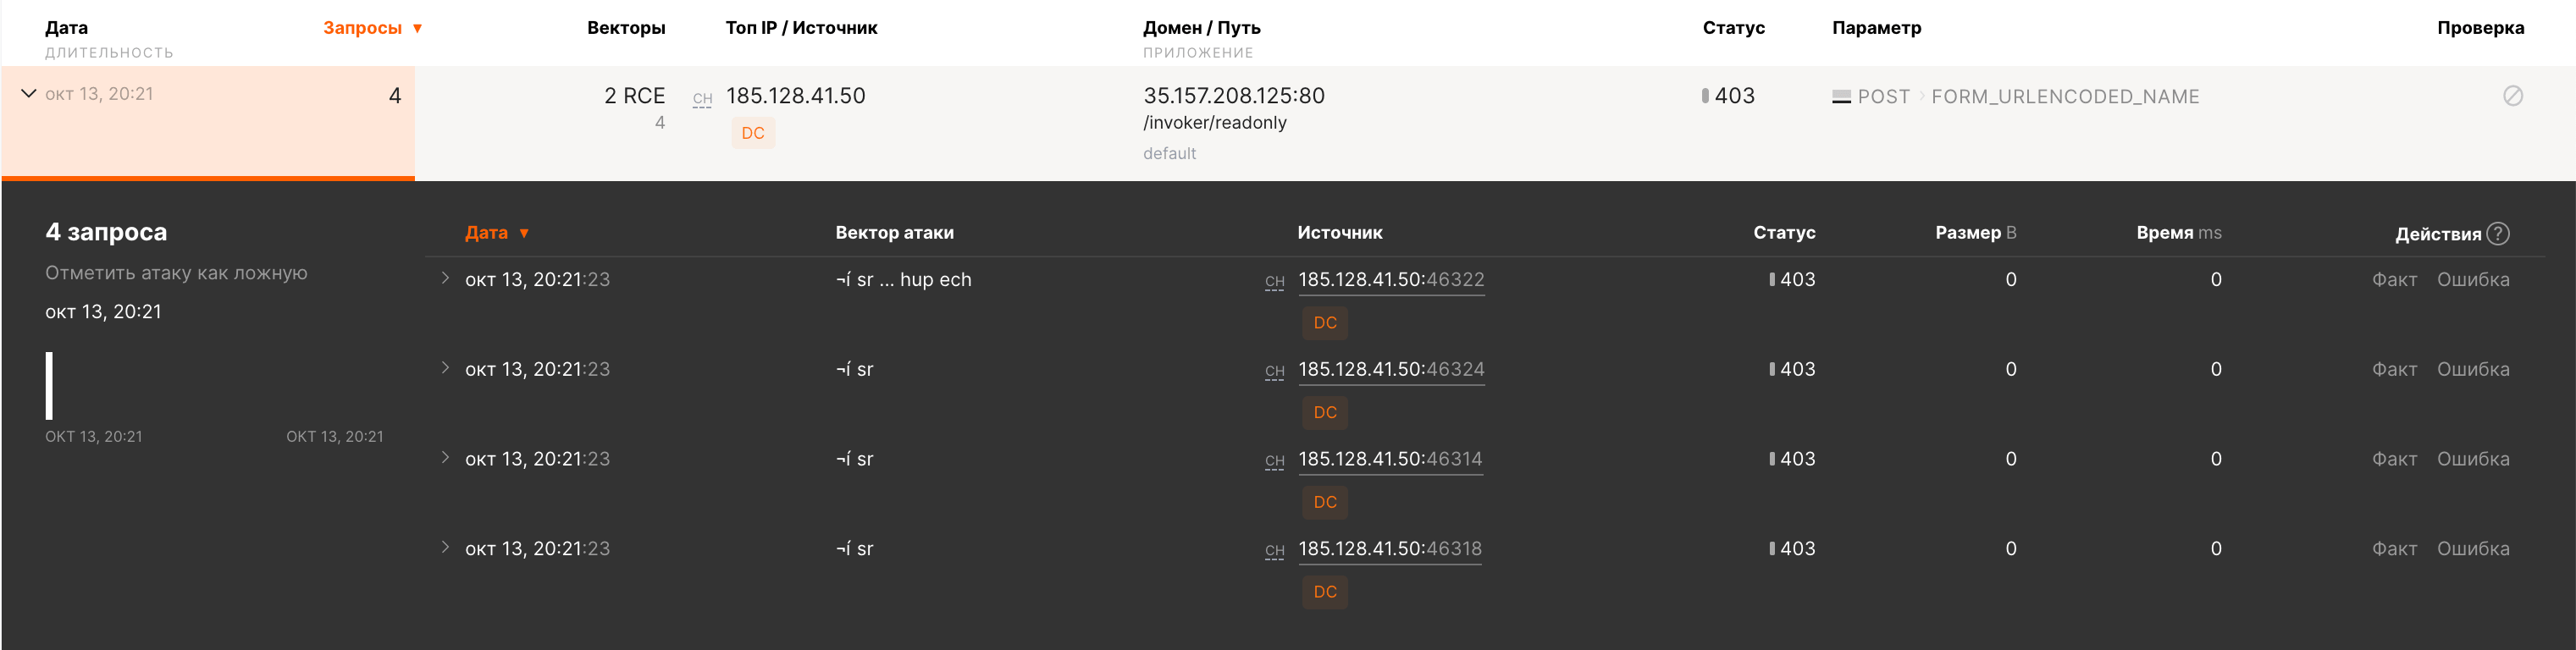 Дата Запросы ▼ Векторы Топ IP / Источник Домен / Путь Статус Параметр Проверка
ДЛИТЕЛЬНОСТЬ ПРИЛОЖЕНИЕ
окт 13, 20:21 4 2 RCE CH 185.128.41.50 35.157.208.125:80 403 POST › FORM_URLENCODED_NAME
4 /invoker/readonly
DC
default
4 запроса Дата ▼ Вектор атаки Источник Статус Размер B Время ms Действия ?
Отметить атаку как ложную
окт 13, 20:21
ОКТ 13, 20:21 ОКТ 13, 20:21
окт 13, 20:21:23 ¬í sr ... hup ech CH 185.128.41.50:46322 403 0 0 Факт Ошибка
DC
окт 13, 20:21:23 ¬í sr CH 185.128.41.50:46324 403 0 0 Факт Ошибка
DC
окт 13, 20:21:23 ¬í sr CH 185.128.41.50:46314 403 0 0 Факт Ошибка
DC
окт 13, 20:21:23 ¬í sr CH 185.128.41.50:46318 403 0 0 Факт Ошибка
DC